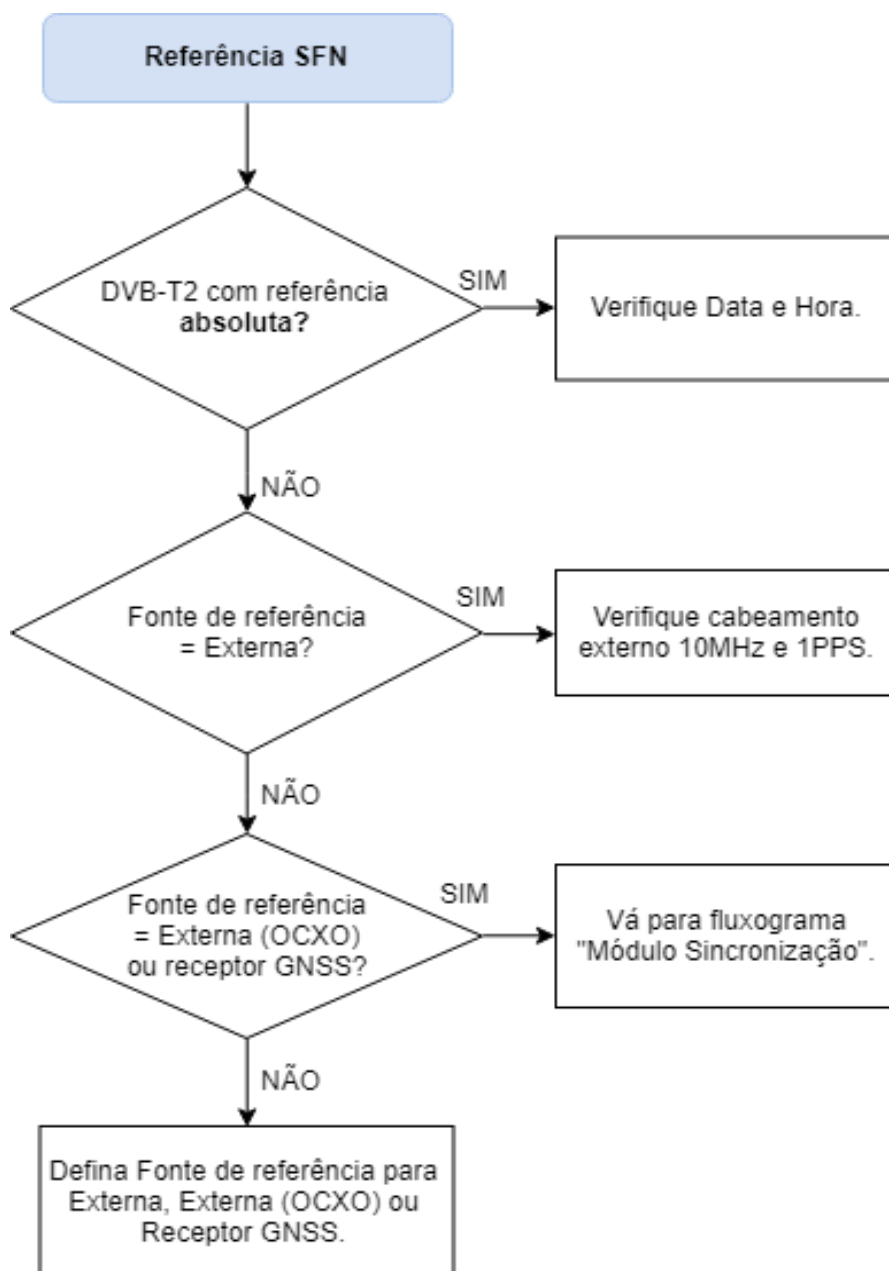 Referência SFN
DVB-T2 com referência
absoluta?
SIM
Verifique Data e Hora.
NÃO
Fonte de referência
= Externa?
SIM
Verifique cabeamento
externo 10MHz e 1PPS.
NÃO
Fonte de referência
= Externa (OCXO)
ou receptor GNSS?
SIM
Vá para fluxograma
"Módulo Sincronização".
NÃO
Defina Fonte de referência para
Externa, Externa (OCXO) ou
Receptor GNSS.